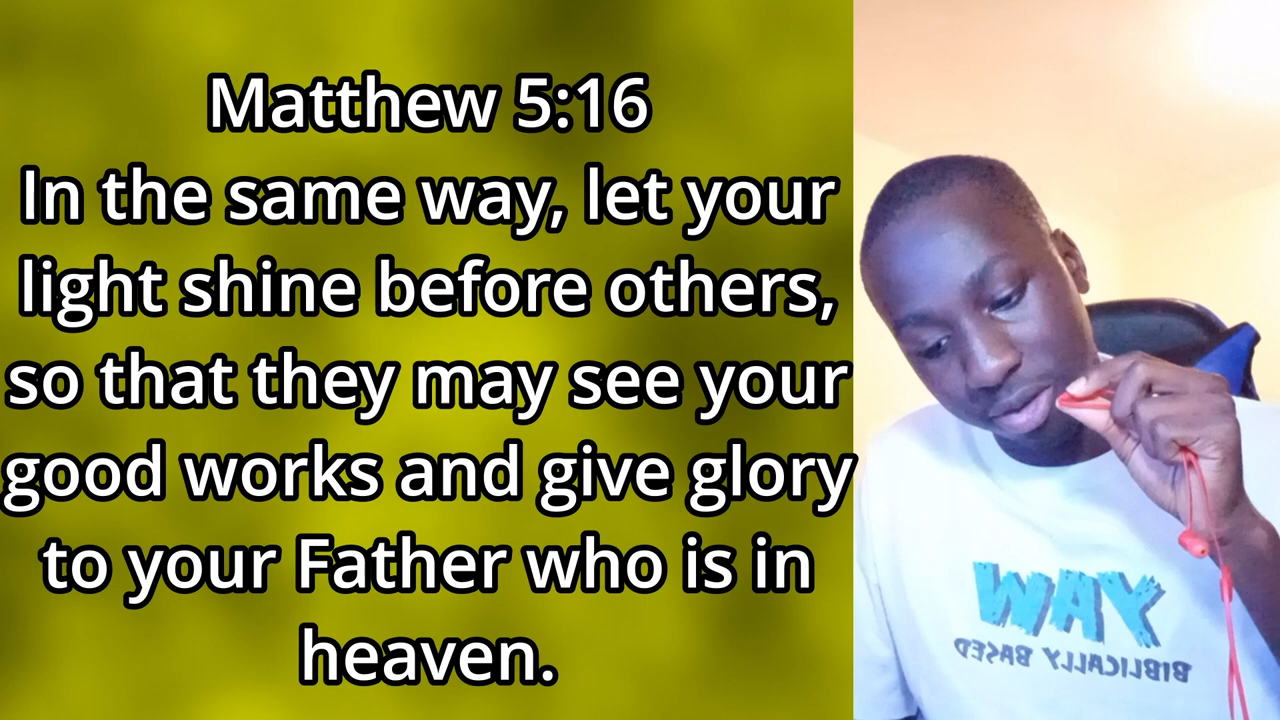 Matthew 5:16
In the same way, let your
light shine before others,
so that they may see your
good works and give glory
to your Father who is in
heaven.
WAY
BIBLICALLY BASED